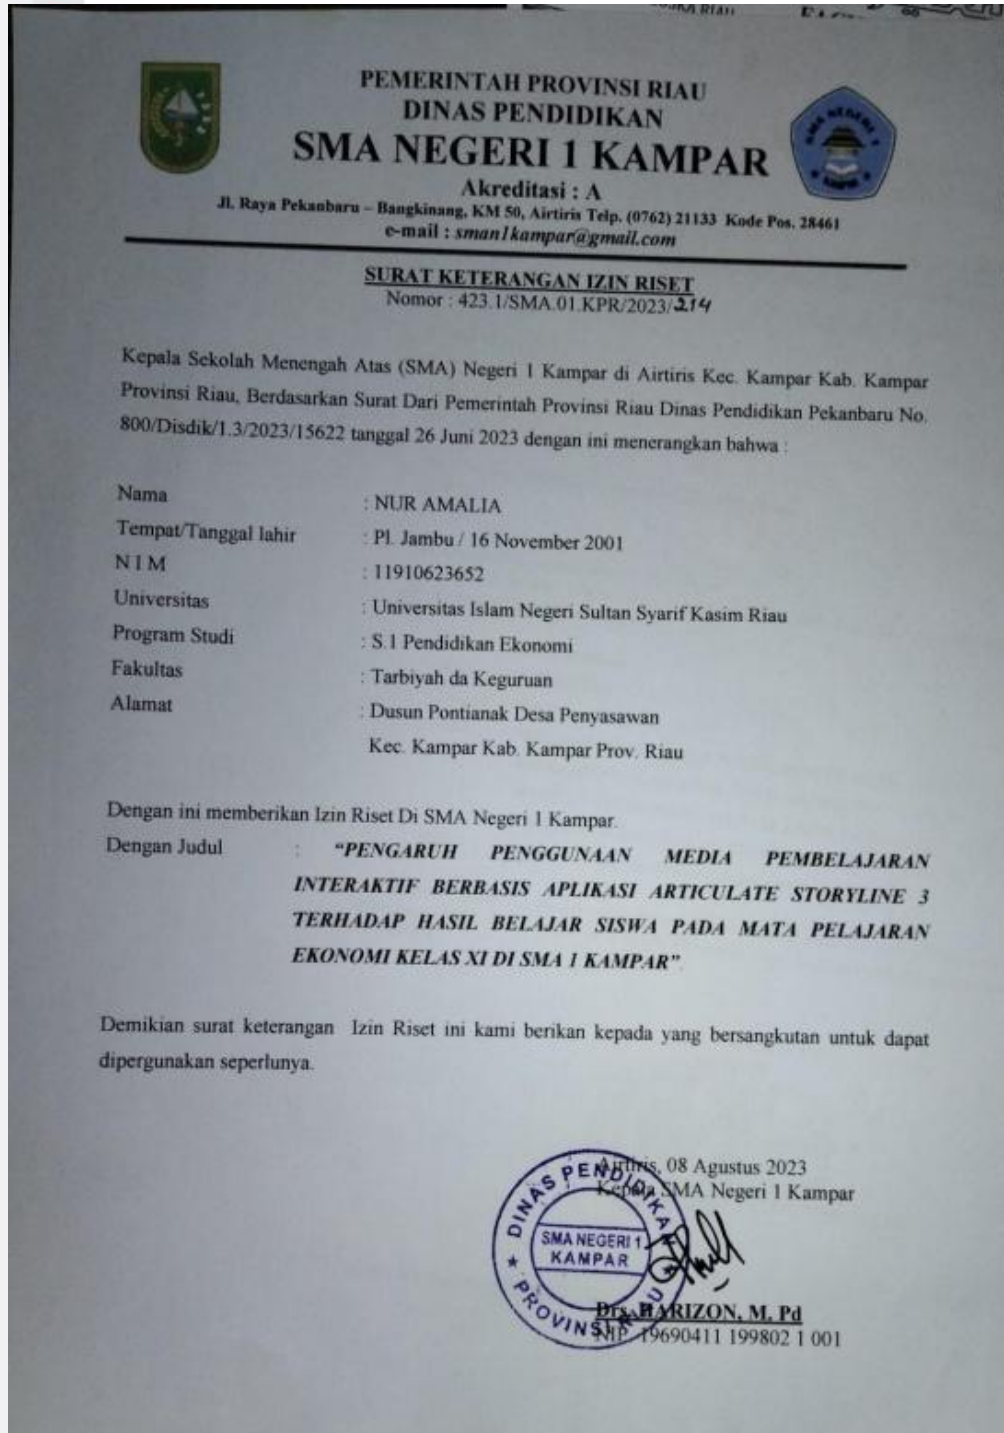 PEMERINTAH PROVINSI RIAU
DINAS PENDIDIKAN
SMA NEGERI 1 KAMPAR
Akreditasi : A
Jl. Raya Pekanbaru – Bangkinang, KM 50, Airtiris Telp. (0762) 21133 Kode Pos. 28461
e-mail : sman1kampar@gmail.com
SMA NEGERI 1
KAMPAR
SURAT KETERANGAN IZIN RISET
Nomor : 423.1/SMA.01.KPR/2023/214
Kepala Sekolah Menengah Atas (SMA) Negeri 1 Kampar di Airtiris Kec. Kampar Kab. Kampar
Provinsi Riau, Berdasarkan Surat Dari Pemerintah Provinsi Riau Dinas Pendidikan Pekanbaru No.
800/Disdik/1.3/2023/15622 tanggal 26 Juni 2023 dengan ini menerangkan bahwa :
Nama : NUR AMALIA
Tempat/Tanggal lahir : Pl. Jambu / 16 November 2001
N I M : 11910623652
Universitas : Universitas Islam Negeri Sultan Syarif Kasim Riau
Program Studi : S.1 Pendidikan Ekonomi
Fakultas : Tarbiyah da Keguruan
Alamat : Dusun Pontianak Desa Penyasawan
Kec. Kampar Kab. Kampar Prov. Riau
Dengan ini memberikan Izin Riset Di SMA Negeri 1 Kampar.
Dengan Judul : “PENGARUH PENGGUNAAN MEDIA PEMBELAJARAN
INTERAKTIF BERBASIS APLIKASI ARTICULATE STORYLINE 3
TERHADAP HASIL BELAJAR SISWA PADA MATA PELAJARAN
EKONOMI KELAS XI DI SMA 1 KAMPAR”
Demikian surat keterangan Izin Riset ini kami berikan kepada yang bersangkutan untuk dapat
dipergunakan seperlunya.
Airtiris, 08 Agustus 2023
Kepala SMA Negeri 1 Kampar
DINAS PENDIDIKAN
SMA NEGERI 1
KAMPAR
PROVINSI RIAU
Drs. HARIZON, M. Pd
NIP. 19690411 199802 1 001